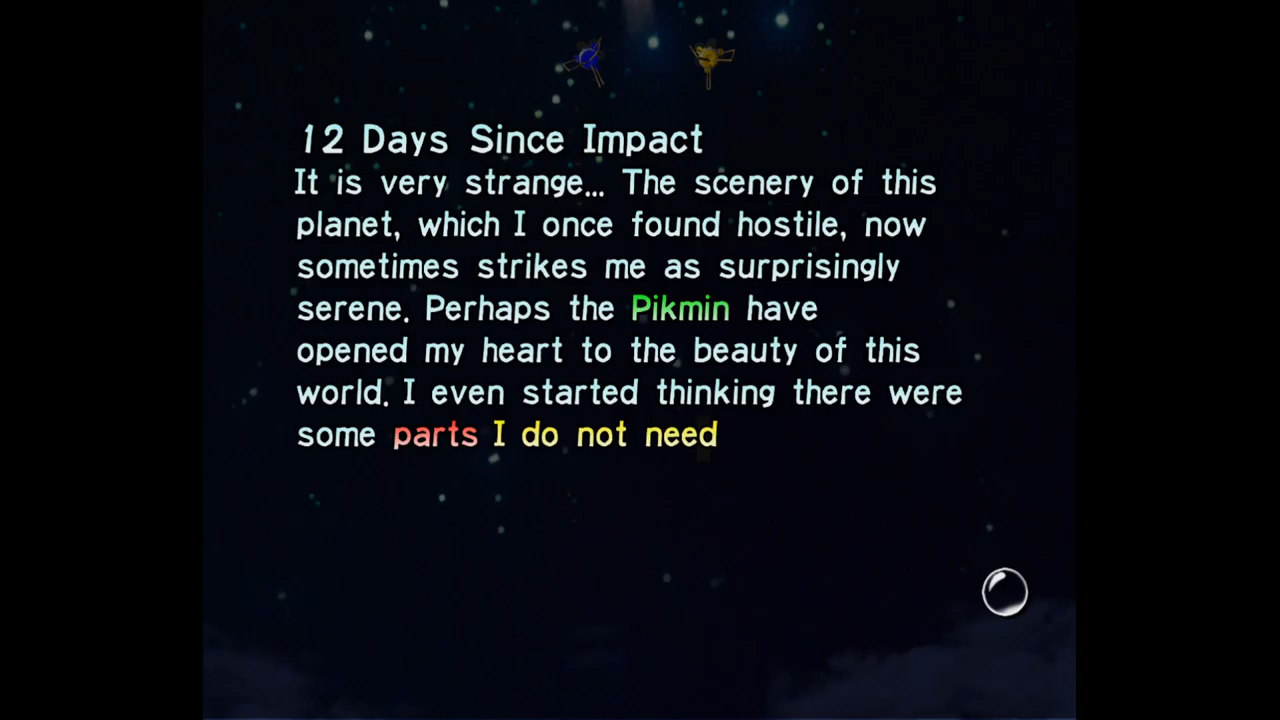 12 Days Since Impact
It is very strange... The scenery of this
planet, which I once found hostile, now
sometimes strikes me as surprisingly
serene. Perhaps the Pikmin have
opened my heart to the beauty of this
world. I even started thinking there were
some parts I do not need